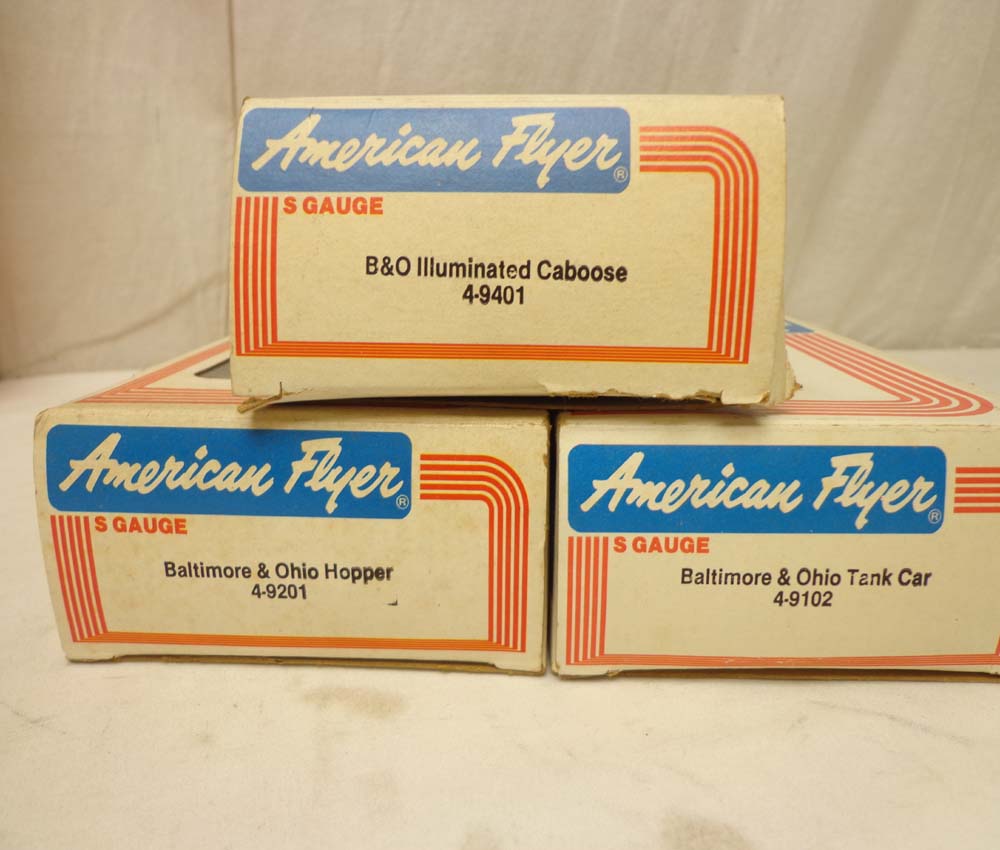 American Flyer®
S GAUGE
B&O Illuminated Caboose
4-9401
American Flyer®
S GAUGE
Baltimore & Ohio Hopper
4-9201
American Flyer®
S GAUGE
Baltimore & Ohio Tank Car
4-9102